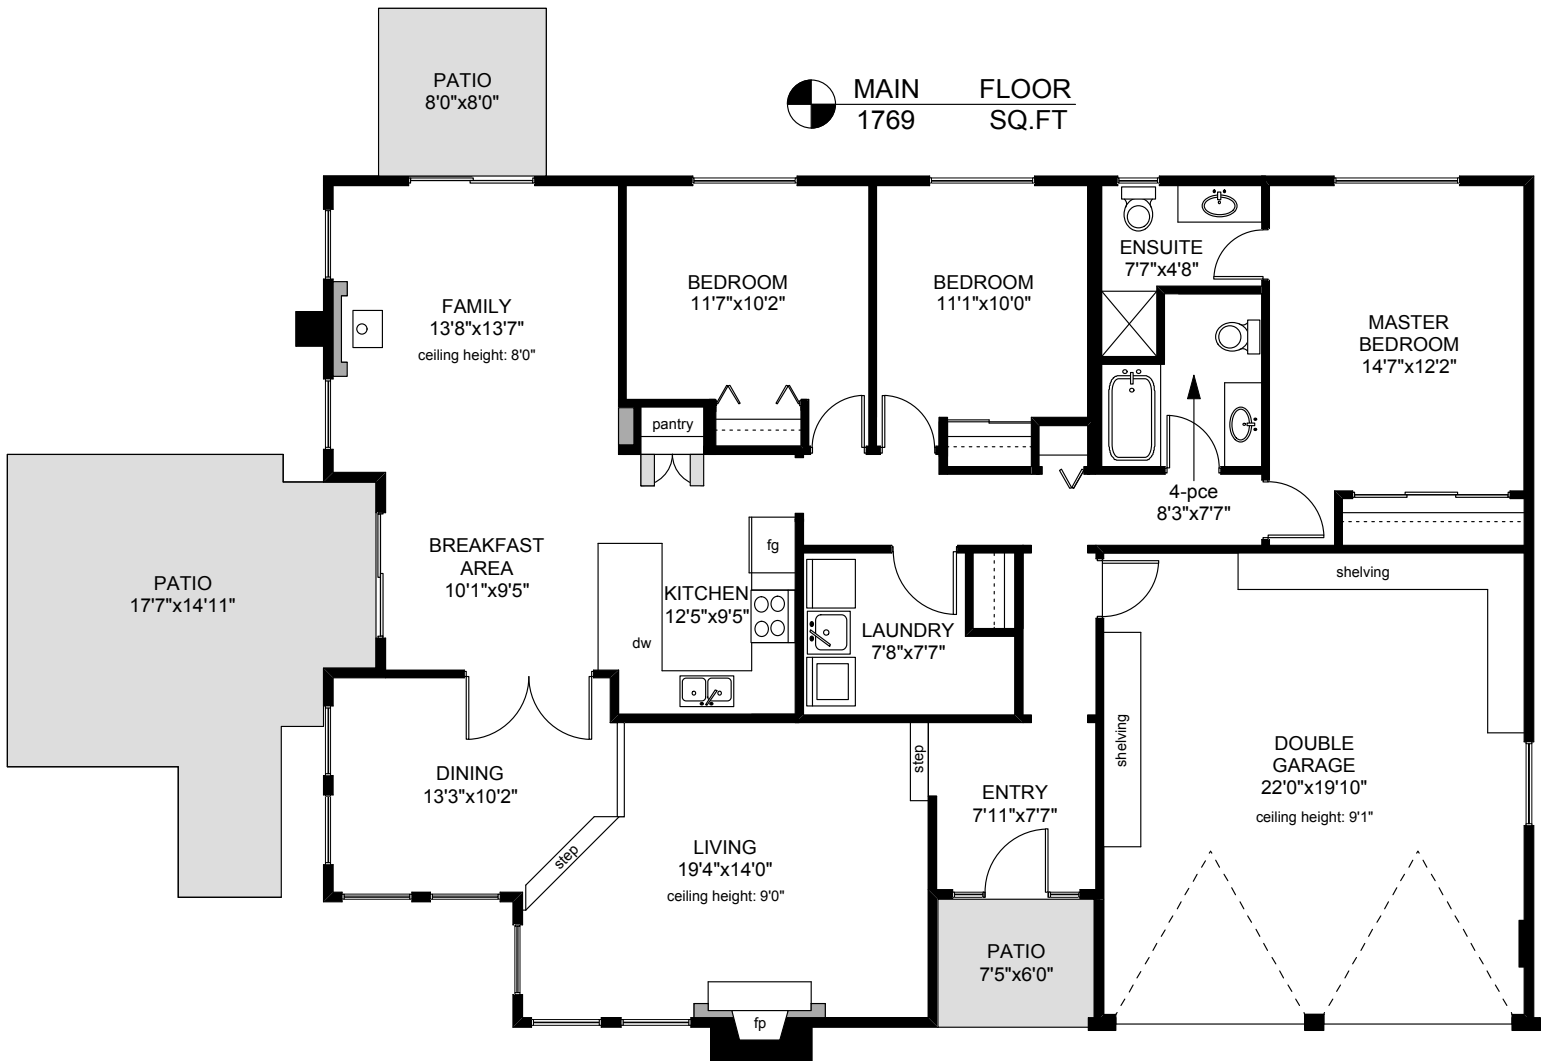 PATIO
8'0"x8'0"
MAIN FLOOR
1769 SQ.FT
FAMILY
13'8"x13'7"
ceiling height: 8'0"
BEDROOM
11'7"x10'2"
BEDROOM
11'1"x10'0"
ENSUITE
7'7"x4'8"
MASTER
BEDROOM
14'7"x12'2"
pantry
4-pce
8'3"x7'7"
PATIO
17'7"x14'11"
BREAKFAST
AREA
10'1"x9'5"
fg
KITCHEN
12'5"x9'5"
dw
LAUNDRY
7'8"x7'7"
shelving
shelving
DINING
13'3"x10'2"
step
step
LIVING
19'4"x14'0"
ceiling height: 9'0"
ENTRY
7'11"x7'7"
DOUBLE
GARAGE
22'0"x19'10"
ceiling height: 9'1"
PATIO
7'5"x6'0"
fp